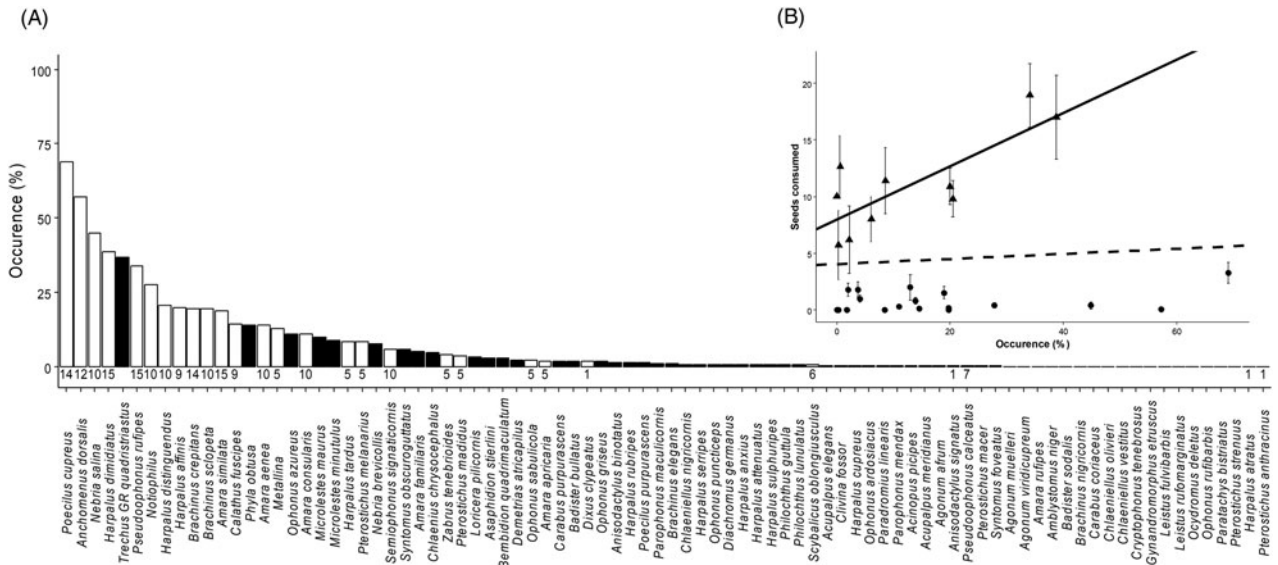 (A)
Occurence (%)
100
75
50
25
0
14 12 10 15 15 10 10 9 14 10 15 9 10 5 10 5 5 10 5 5 5 5 1 6 1 7 1 1
Poecilus cupreus
Anchomenus dorsalis
Nebria salina
Harpalus dimidiatus
Trechus GR quadristriastus
Pseudoophonus rufipes
Notiophilus
Harpalus distinguendus
Harpalus affinis
Brachinus crepitans
Brachinus sclopeta
Amara similata
Calathus fuscipes
Phyla obtusa
Amara aenea
Metallina
Ophonus azureus
Amara consularis
Microlestes maurus
Microlestes minutulus
Harpalus tardus
Pterostichus melanarius
Nebria brevicollis
Semiophonus signaticornis
Syntomus obscuroguttatus
Amara familiaris
Chlaenius chrysocephalus
Zabrus tenebrioides
Pterostichus madidus
Loricera pilicornis
Asaphidion sterlini
Bembidion quadrimaculatum
Demetrias atricapilus
Ophonus sabulicola
Amara apricaria
Carabus purpurascens
Badister bullatus
Dixus clypeatus
Ophonus griseus
Anisodactylus binotatus
Harpalus rubripes
Poecilus purpurascens
Parophonus maculicornis
Brachinus elegans
Chlaenius nigricornis
Harpalus serripes
Ophonus puncticeps
Diachromus germanus
Harpalus anxius
Harpalus attenuatus
Harpalus sulphuripes
Philochthus guttula
Philochthus lunulatus
Scybalicus oblongiusculus
Acupalpus elegans
Clivina fossor
Harpalus cupreus
Ophonus ardosiacus
Paradromius linearis
Parophonus mendax
Acinopus picipes
Acupalpus meridianus
Agonum afrum
Anisodactylus signatus
Pseudoophonus calceatus
Pterostichus macer
Syntomus foveatus
Agonum muelleri
Agonum viridicupreum
Amara rufipes
Amblystomus niger
Badister sodalis
Brachinus nigricornis
Carabus coriaceus
Chlaeniellus olivieri
Chlaeniellus vestitus
Cryptophonus tenebrosus
Gynandromorphus etruscus
Leistus fulvibarbis
Leistus rufomarginatus
Ocydromus deletus
Ophonus rufibarbis
Paratachys bistriatus
Pterostichus strenuus
Harpalus atratus
Pterostichus anthracinus
(B)
Seeds consumed
20
15
10
5
0
0 20 40 60
Occurence (%)